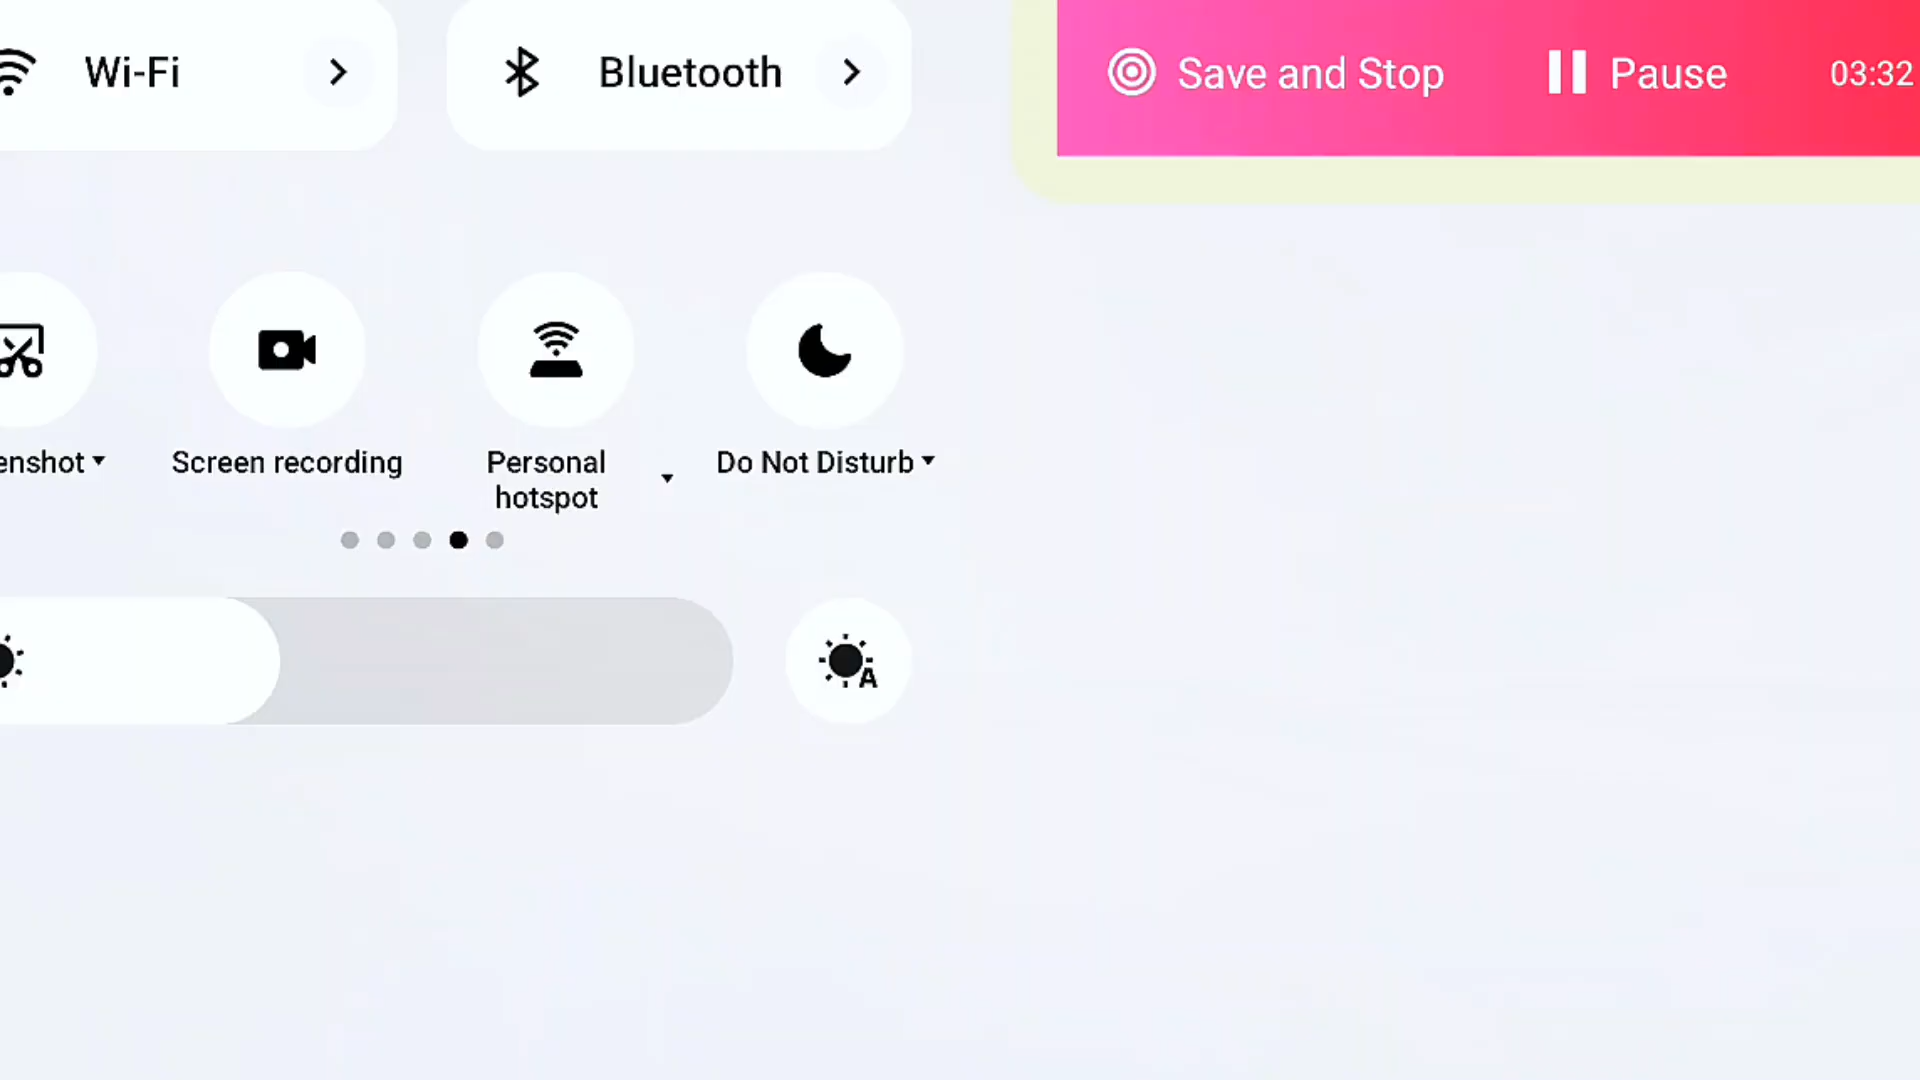 Wi-Fi
Bluetooth
Save and Stop
Pause
03:32
enshot
Screen recording
Personal
hotspot
Do Not Disturb
A